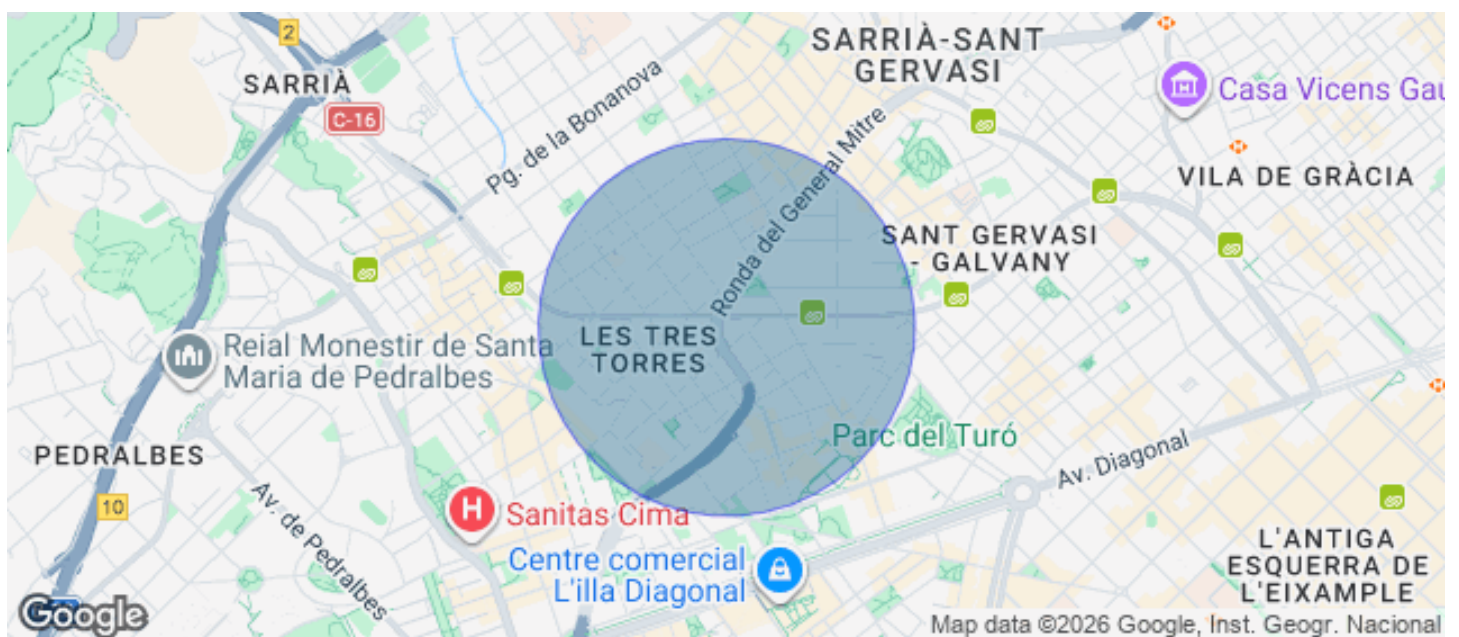 2
SARRIÀ-SANT
GERVASI
SARRIÀ
C-16
Pg. de la Bonanova
Casa Vicens Gau
Ronda del General Mitre
VILA DE GRÀCIA
SANT GERVASI
- GALVANY
LES TRES
TORRES
Reial Monestir de Santa
Maria de Pedralbes
PEDRALBES
Parc del Turó
Av. Diagonal
10
Av. de Pedralbes
H
Sanitas Cima
Centre comercial
L'illa Diagonal
L'ANTIGA
ESQUERRA DE
L'EIXAMPLE
Google
Map data ©2026 Google, Inst. Geogr. Nacional